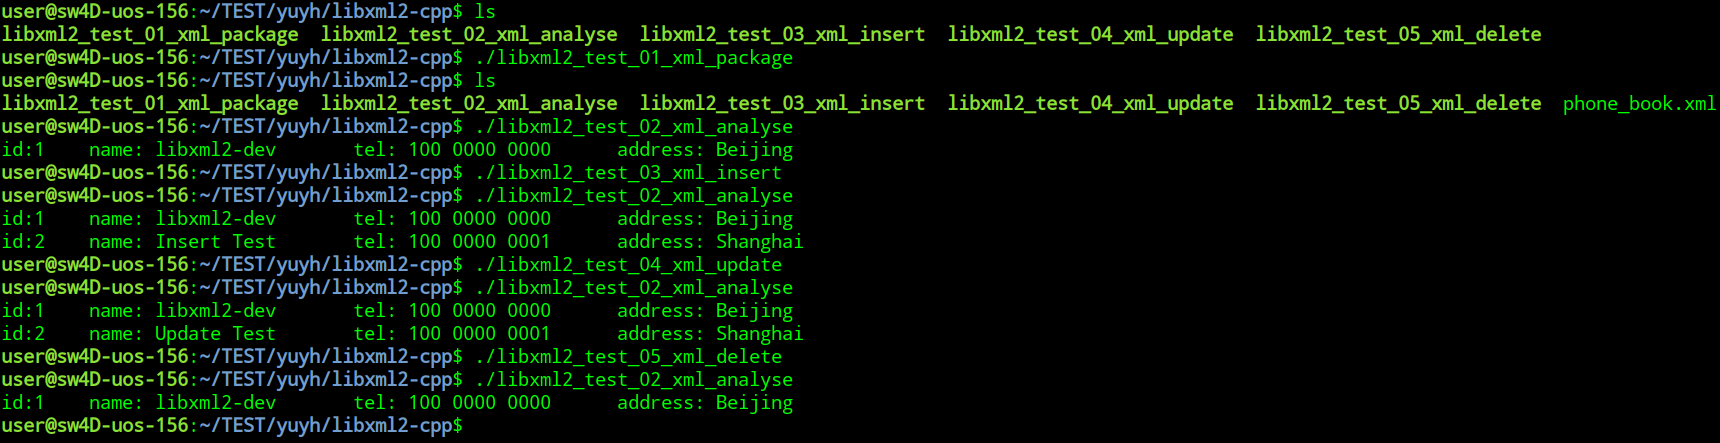 user@sw4D-uos-156:~/TEST/yuyh/libxml2-cpp$ ls
libxml2_test_01_xml_package  libxml2_test_02_xml_analyse  libxml2_test_03_xml_insert  libxml2_test_04_xml_update  libxml2_test_05_xml_delete
user@sw4D-uos-156:~/TEST/yuyh/libxml2-cpp$ ./libxml2_test_01_xml_package
user@sw4D-uos-156:~/TEST/yuyh/libxml2-cpp$ ls
libxml2_test_01_xml_package  libxml2_test_02_xml_analyse  libxml2_test_03_xml_insert  libxml2_test_04_xml_update  libxml2_test_05_xml_delete  phone_book.xml
user@sw4D-uos-156:~/TEST/yuyh/libxml2-cpp$ ./libxml2_test_02_xml_analyse
id:1    name: libxml2-dev       tel: 100 0000 0000      address: Beijing
user@sw4D-uos-156:~/TEST/yuyh/libxml2-cpp$ ./libxml2_test_03_xml_insert
user@sw4D-uos-156:~/TEST/yuyh/libxml2-cpp$ ./libxml2_test_02_xml_analyse
id:1    name: libxml2-dev       tel: 100 0000 0000      address: Beijing
id:2    name: Insert Test       tel: 100 0000 0001      address: Shanghai
user@sw4D-uos-156:~/TEST/yuyh/libxml2-cpp$ ./libxml2_test_04_xml_update
user@sw4D-uos-156:~/TEST/yuyh/libxml2-cpp$ ./libxml2_test_02_xml_analyse
id:1    name: libxml2-dev       tel: 100 0000 0000      address: Beijing
id:2    name: Update Test       tel: 100 0000 0001      address: Shanghai
user@sw4D-uos-156:~/TEST/yuyh/libxml2-cpp$ ./libxml2_test_05_xml_delete
user@sw4D-uos-156:~/TEST/yuyh/libxml2-cpp$ ./libxml2_test_02_xml_analyse
id:1    name: libxml2-dev       tel: 100 0000 0000      address: Beijing
user@sw4D-uos-156:~/TEST/yuyh/libxml2-cpp$